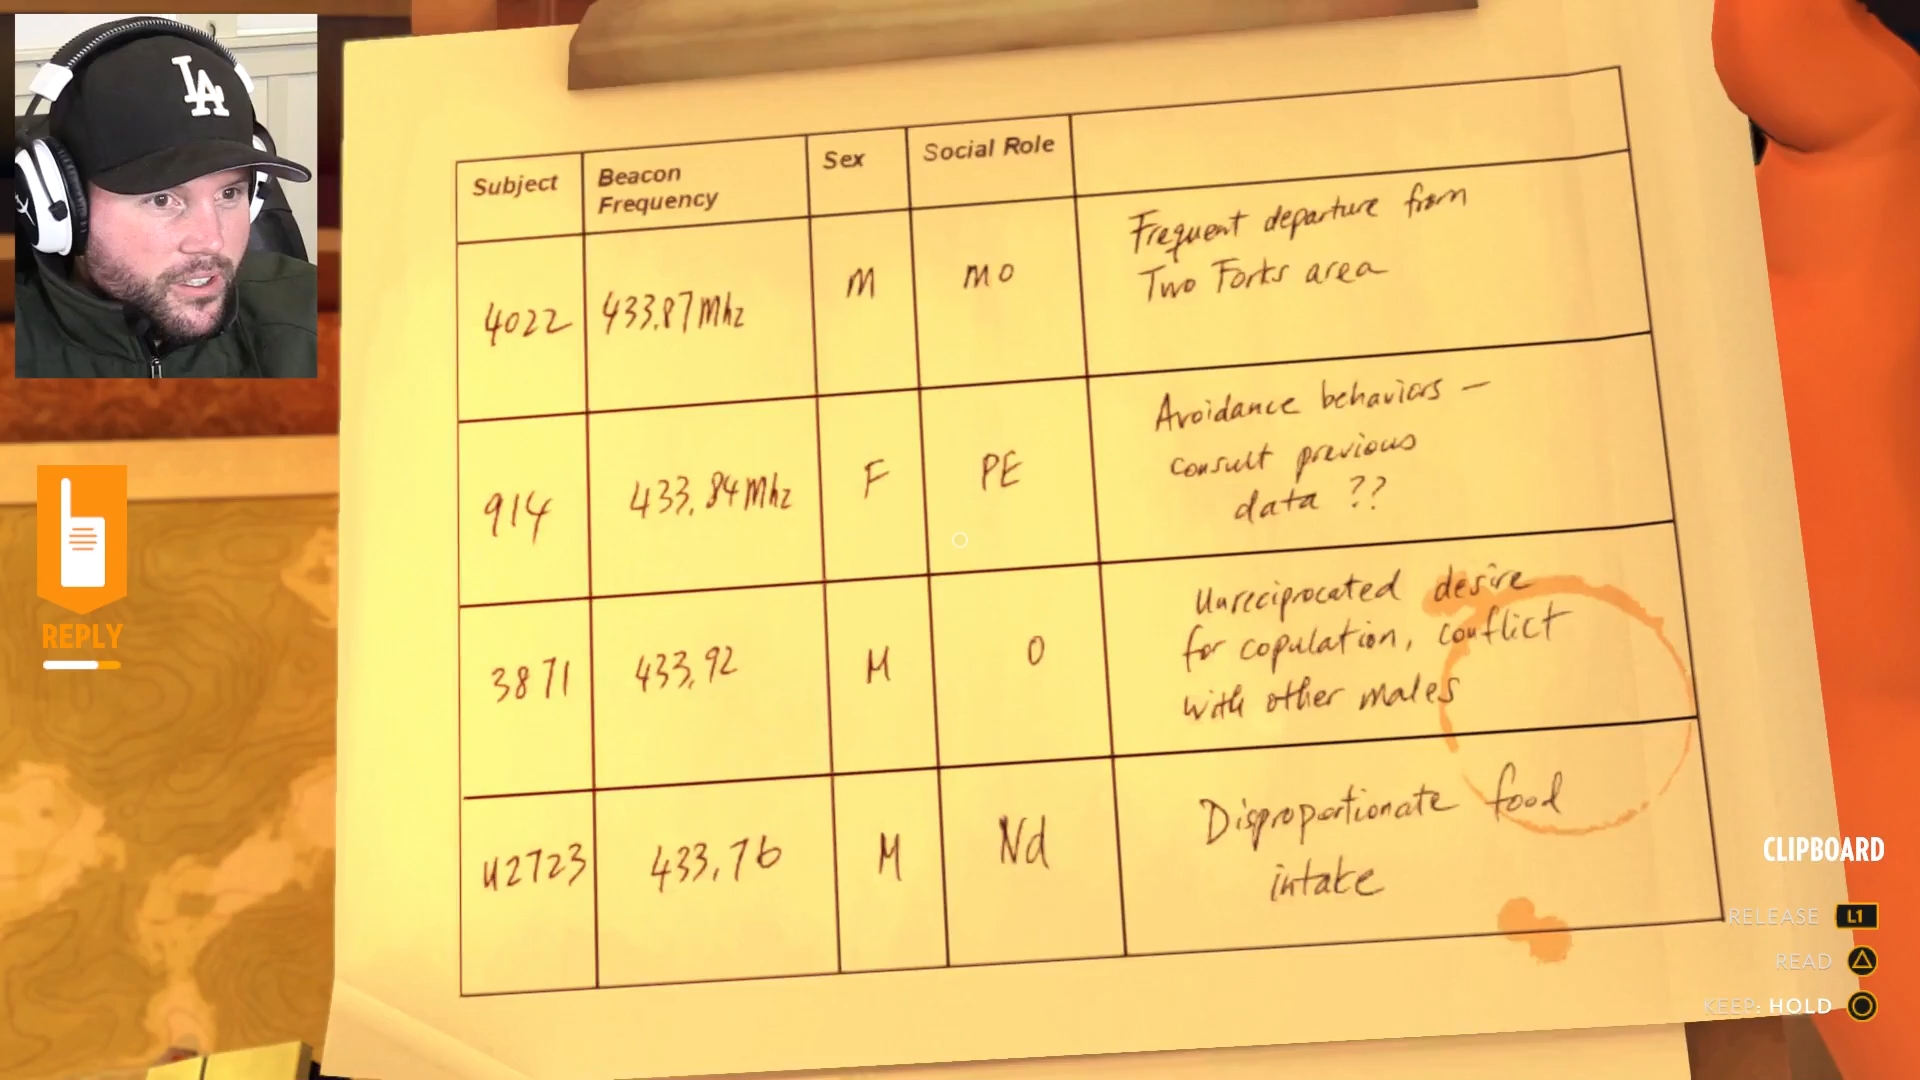 LA
Subject
Beacon
Frequency
Sex
Social Role
4022
433.87Mhz
M
MO
Frequent departure from
Two Forks area
914
433.84Mhz
F
PE
Avoidance behaviors —
consult previous
data ??
3871
433.92
M
O
Unreciprocated desire
for copulation, conflict
with other males
U2723
433.76
M
Nd
Disproportionate food
intake
REPLY
CLIPBOARD
RELEASE L1
READ
KEEP: HOLD